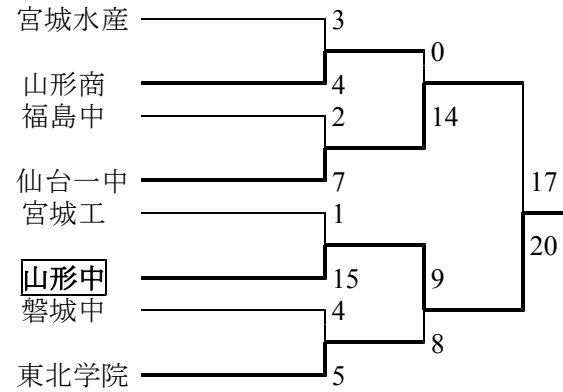 宮城水産 3
0
山形商 4
福島中 2
14
仙台一中 7
17
宮城工 1
20
山形中 15
9
磐城中 4
8
東北学院 5